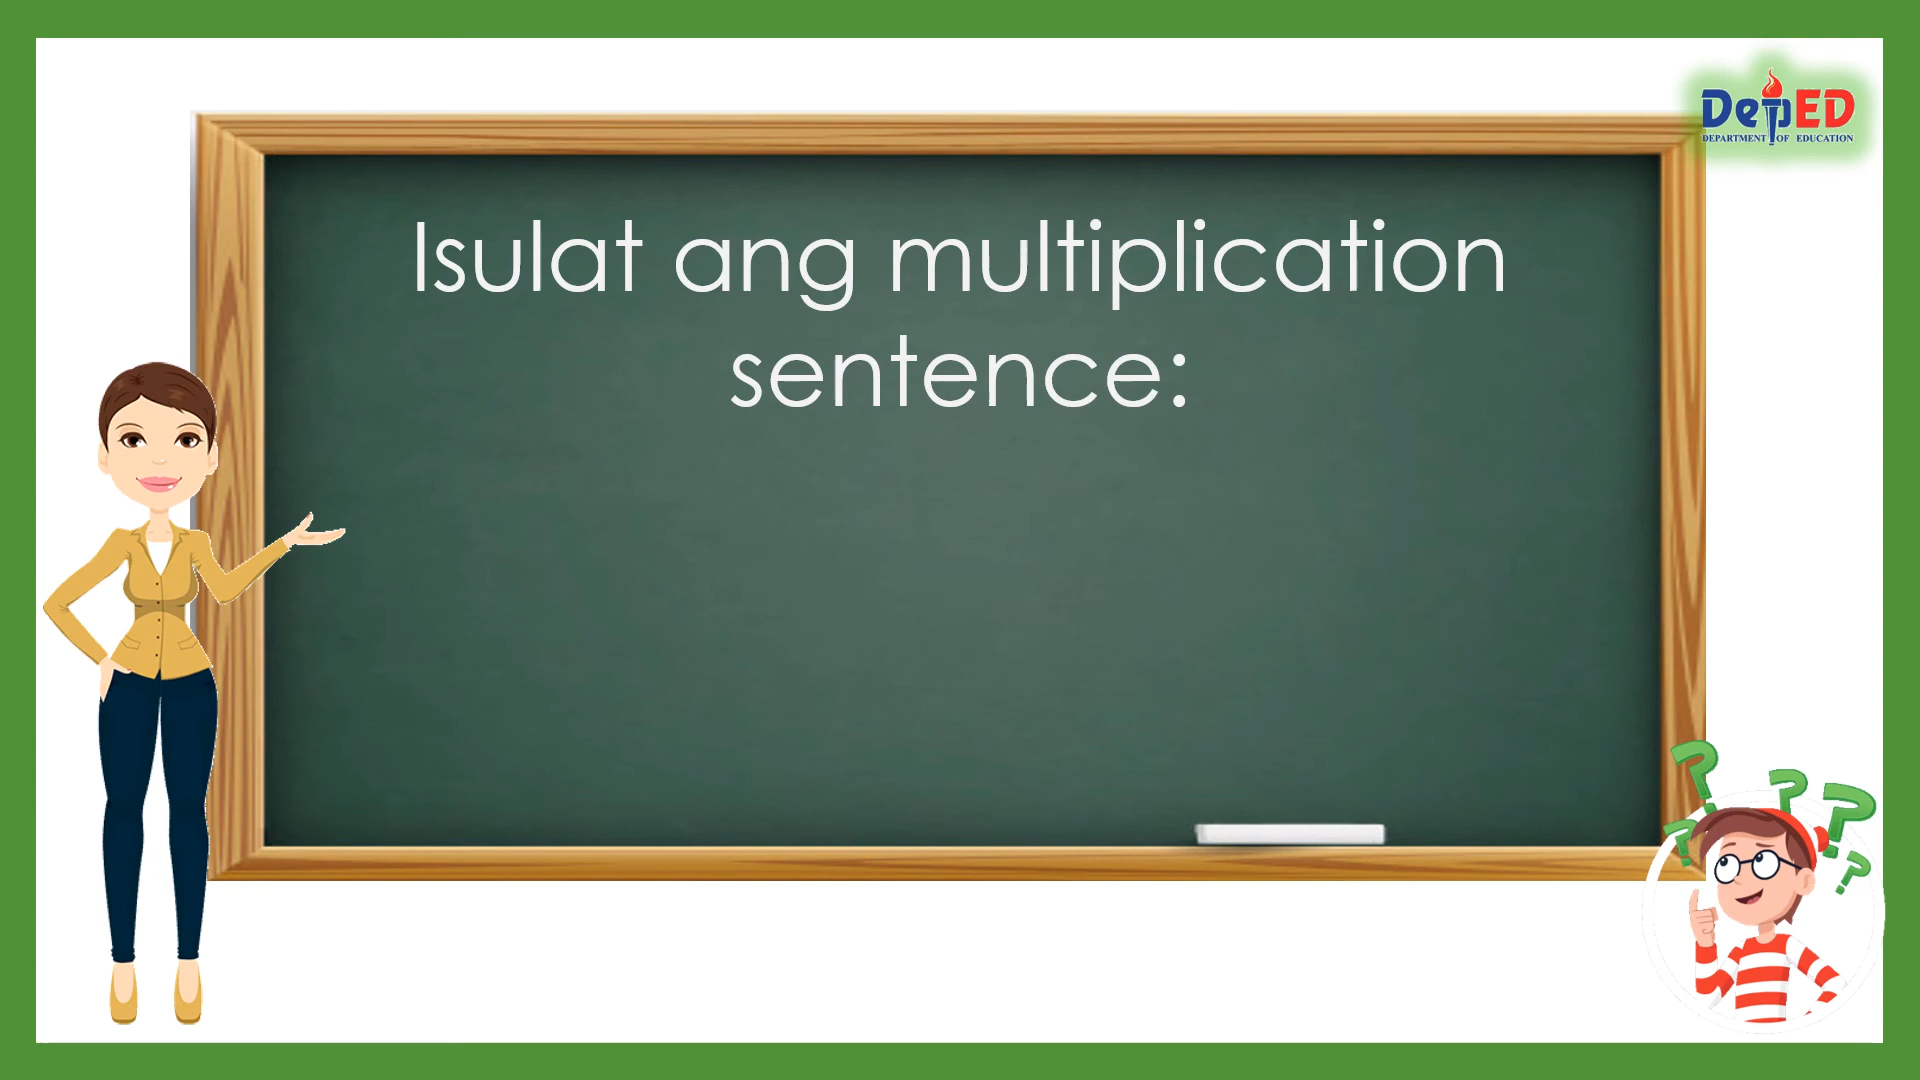 DepED
DEPARTMENT OF EDUCATION
Isulat ang multiplication
sentence: